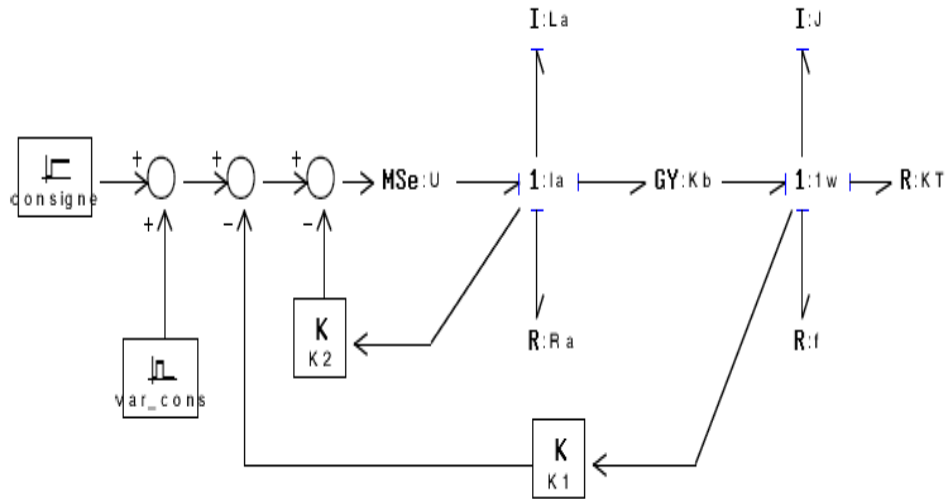 I:La
I:J
+
+
+
consigne
MSe:U
1:Ia
GY:Kb
1:1w
R:KT
+
-
-
K
K2
R:Ra
R:f
var_cons
K
K1